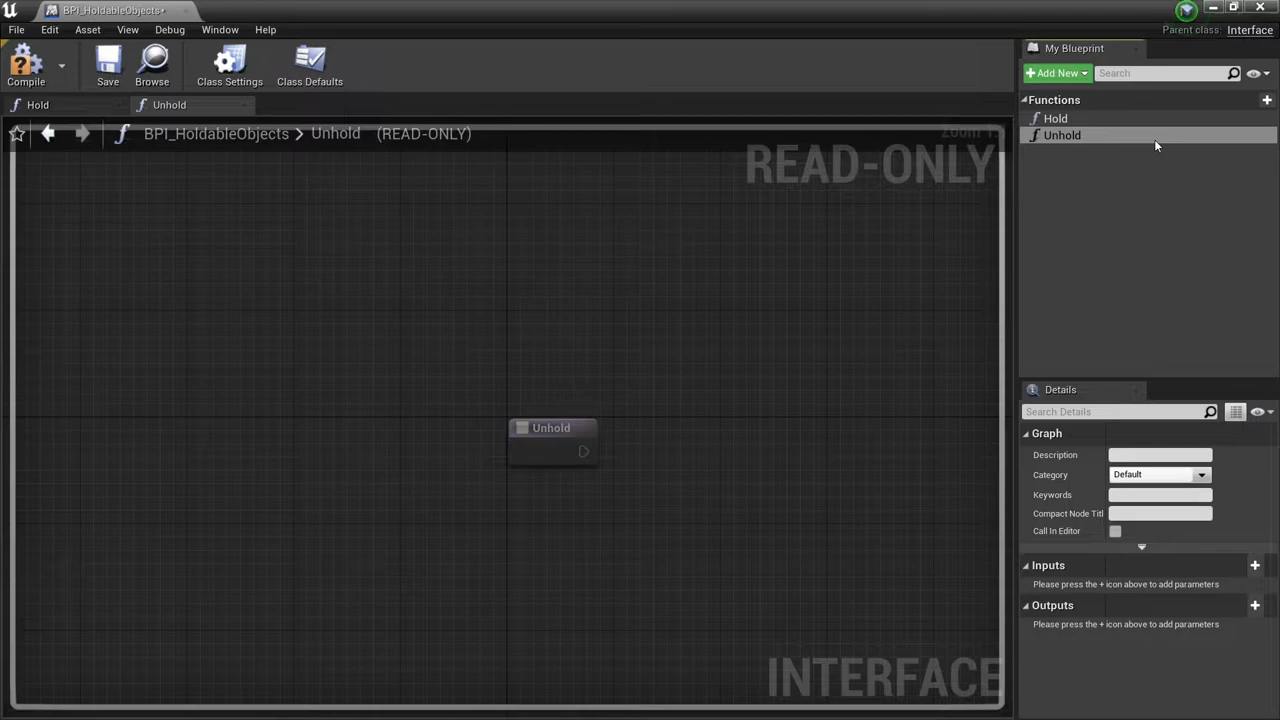 BPI_HoldableObjects*
File Edit Asset View Debug Window Help
Parent class: Interface
Compile Save Browse Class Settings Class Defaults
My Blueprint
+Add New Search
Hold Unhold
Functions
BPI_HoldableObjects > Unhold (READ-ONLY)
READ-ONLY
Hold
Unhold
Unhold
Details
Search Details
Graph
Description
Category Default
Keywords
Compact Node Titl
Call In Editor
Inputs
Please press the + icon above to add parameters
Outputs
Please press the + icon above to add parameters
INTERFACE